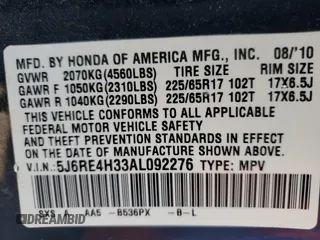 MFD. BY HONDA OF AMERICA MFG., INC. 08/'10
GVWR 2070KG(4560LBS) TIRE SIZE RIM SIZE
GAWR F 1050KG(2310LBS) 225/65R17 102T 17X6.5J
GAWR R 1040KG(2290LBS) 225/65R17 102T 17X6.5J
THIS VEHICLE CONFORMS TO ALL APPLICABLE
FEDERAL MOTOR VEHICLE SAFETY AND
THEFT PREVENTION STANDARDS IN EFFECT ON
THE DATE OF MANUFACTURE SHOWN ABOVE.
V.I.N.: 5J6RE4H33AL092276 TYPE: MPV
SXS A AA5 - B536PX - B-L